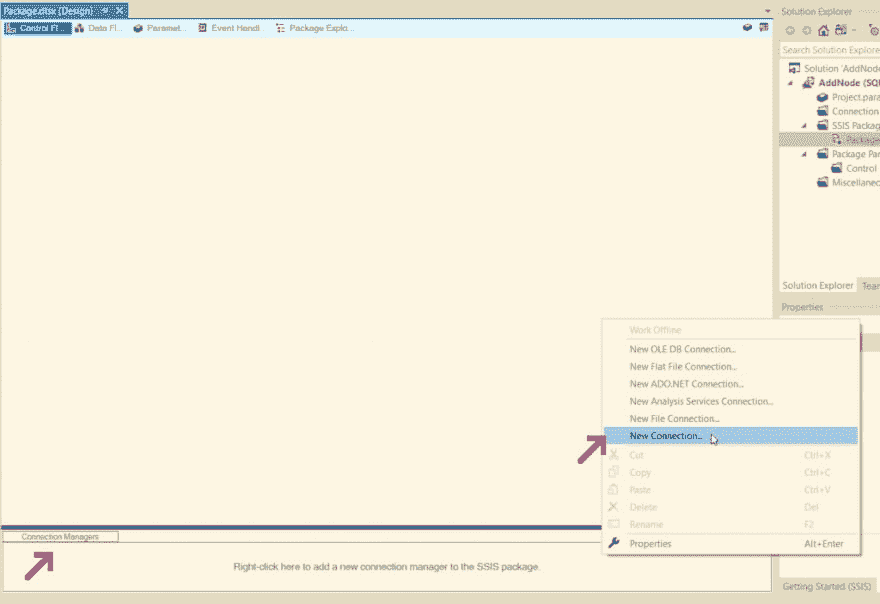 Package.dtsx [Design]
Control Fl...
Data Fl...
Paramet...
Event Handl...
Package Explo...
Solution Explorer
Search Solution Explore
Solution 'AddNode
AddNode (SQ
Project.para
Connection
SSIS Packag
Package
Package Par
Control
Miscellaneo
Solution Explorer
Team
Properties
Work Offline
New OLE DB Connection...
New Flat File Connection...
New ADO.NET Connection...
New Analysis Services Connection...
New File Connection...
New Connection...
Cut Ctrl+X
Copy Ctrl+C
Paste Ctrl+V
Delete Del
Rename F2
Properties Alt+Enter
Connection Managers
Right-click here to add a new connection manager to the SSIS package.
Getting Started (SSIS)